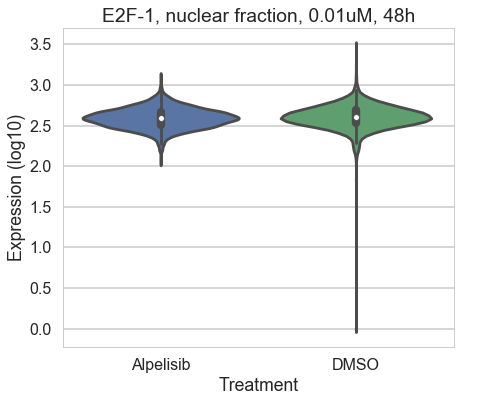 E2F-1, nuclear fraction, 0.01uM, 48h
Expression (log10)
3.5
3.0
2.5
2.0
1.5
1.0
0.5
0.0
Alpelisib DMSO
Treatment